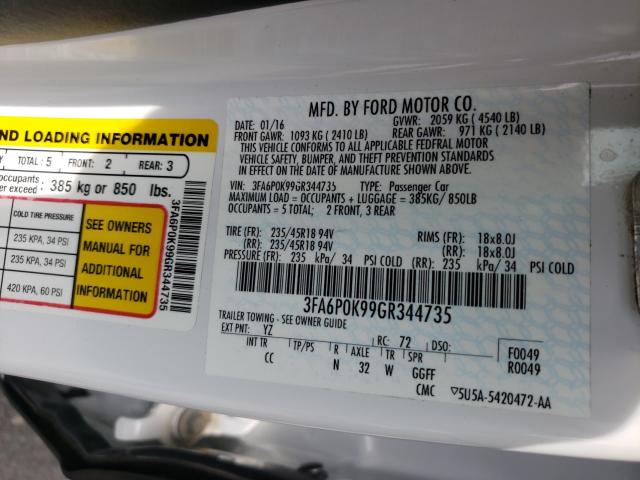 ND LOADING INFORMATION
Y TOTAL: 5 FRONT: 2 REAR: 3
occupants
er exceed : 385 kg or 850 lbs.
COLD TIRE PRESSURE
235 KPA, 34 PSI
235 KPA, 34 PSI
420 KPA, 60 PSI
SEE OWNERS
MANUAL FOR
ADDITIONAL
INFORMATION
3FA6P0K99GR344735
MFD. BY FORD MOTOR CO.
DATE: 01/16 GVWR: 2059 KG ( 4540 LB)
FRONT GAWR: 1093 KG ( 2410 LB) REAR GAWR: 971 KG ( 2140 LB)
THIS VEHICLE CONFORMS TO ALL APPLICABLE FEDERAL MOTOR
VEHICLE SAFETY, BUMPER, AND THEFT PREVENTION STANDARDS
IN EFFECT ON THE DATE OF MANUFACTURE SHOWN ABOVE.
VIN: 3FA6P0K99GR344735 TYPE: Passenger Car
MAXIMUM LOAD= OCCUPANTS + LUGGAGE = 385KG/ 850LB
OCCUPANTS = 5 TOTAL; 2 FRONT, 3 REAR
TIRE (FR): 235/45R18 94V RIMS (FR): 18x8.0J
(RR): 235/45R18 94V (RR): 18x8.0J
PRESSURE (FR): 235 kPa/ 34 PSI COLD (RR): 235 kPa/ 34 PSI COLD
3FA6P0K99GR344735
TRAILER TOWING - SEE OWNER GUIDE
EXT PNT: YZ RC: 72 DSO:
INT TR TP/PS R AXLE TR SPR F0049
CC N 32 W GGFF R0049
CMC ▽5U5A-5420472-AA